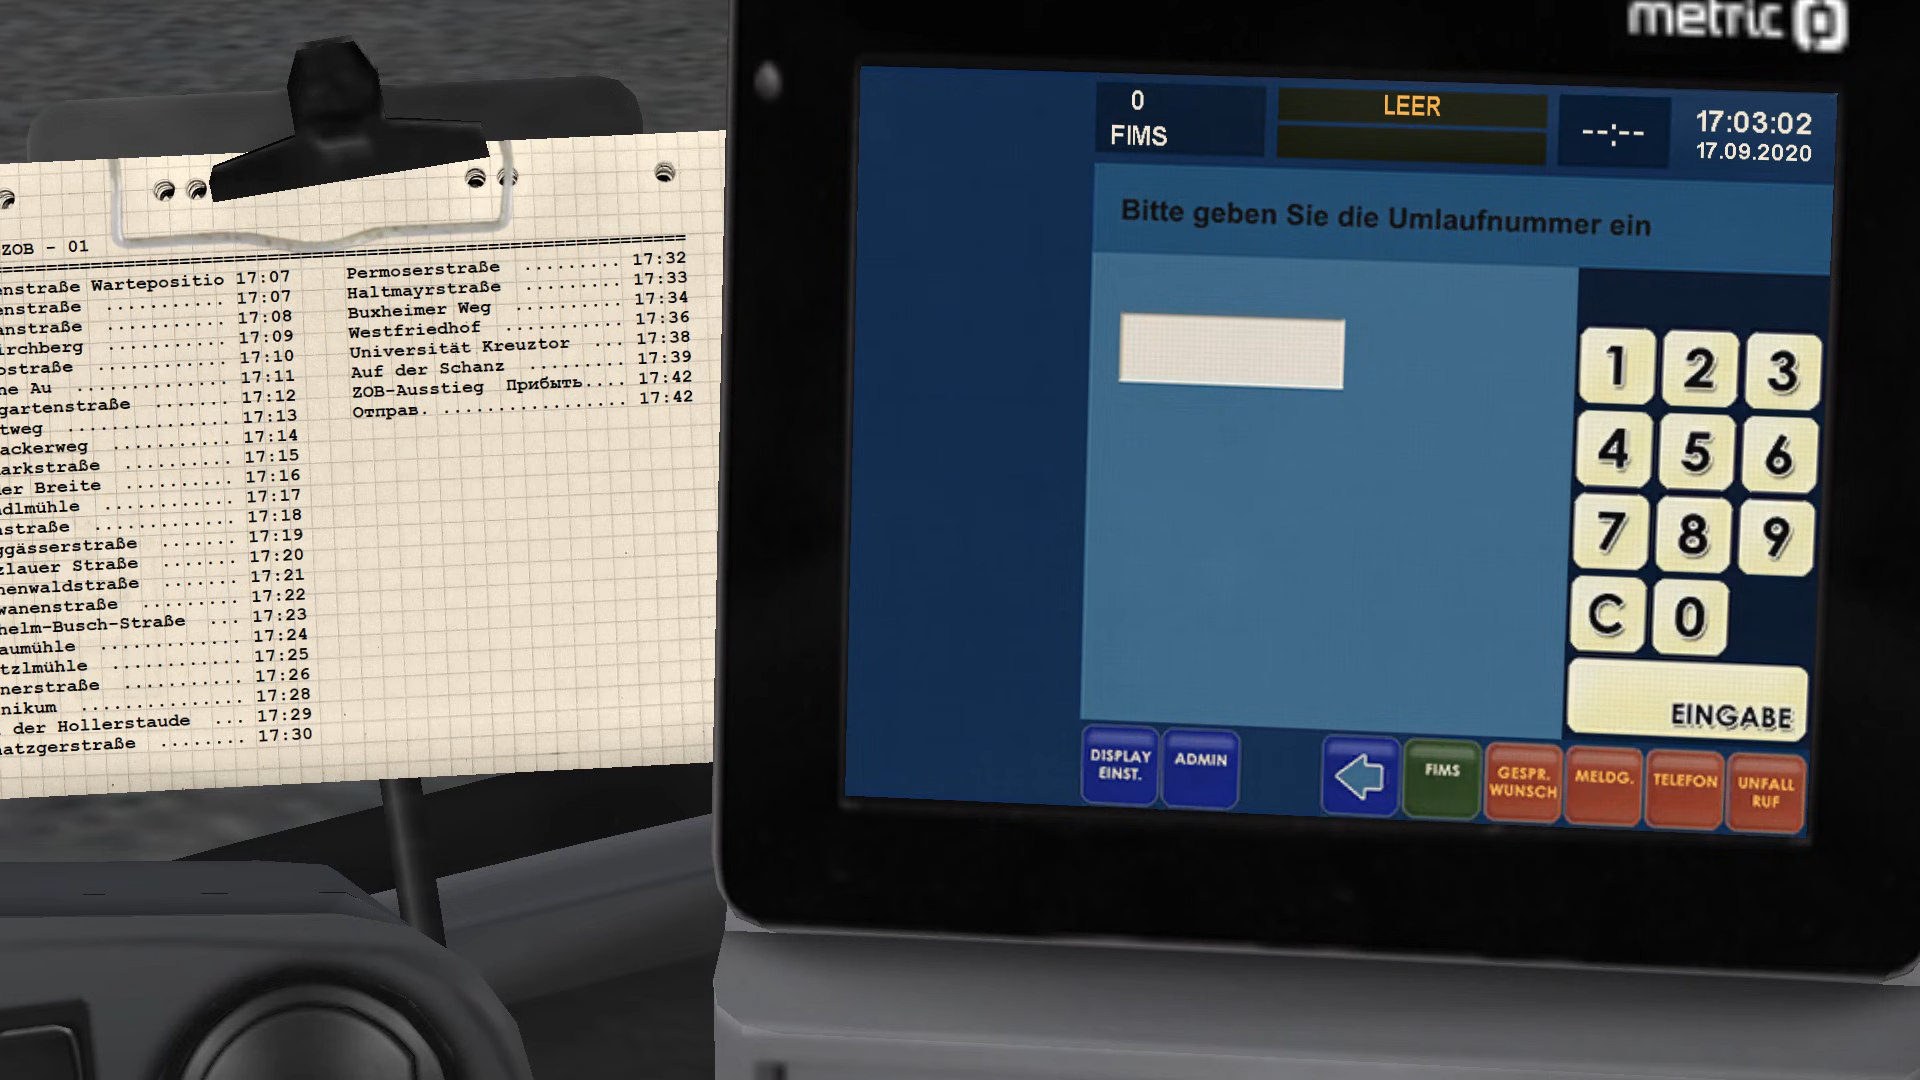 ZOB - 01
Wartepositio 17:07
17:07
17:08
17:09
17:10
Au 17:11
17:12
17:13
17:14
17:15
Breite 17:16
17:17
17:18
17:19
Straße 17:20
17:21
17:22
17:23
17:24
17:25
17:26
17:28
der Hollerstaude ... 17:29
17:30
Permoserstraße ......... 17:32
Haltmayrstraße ......... 17:33
Buxheimer Weg .......... 17:34
Westfriedhof ........... 17:36
Universität Kreuztor ... 17:38
Auf der Schanz ......... 17:39
ZOB-Ausstieg Прибыть.... 17:42
Отправ. ................ 17:42
metric
0
FIMS
LEER
--:--
17:03:02
17.09.2020
Bitte geben Sie die Umlaufnummer ein
1 2 3
4 5 6
7 8 9
C 0
EINGABE
DISPLAY
EINST.
ADMIN
FIMS
GESPR.
WUNSCH
MELDG.
TELEFON
UNFALL
RUF